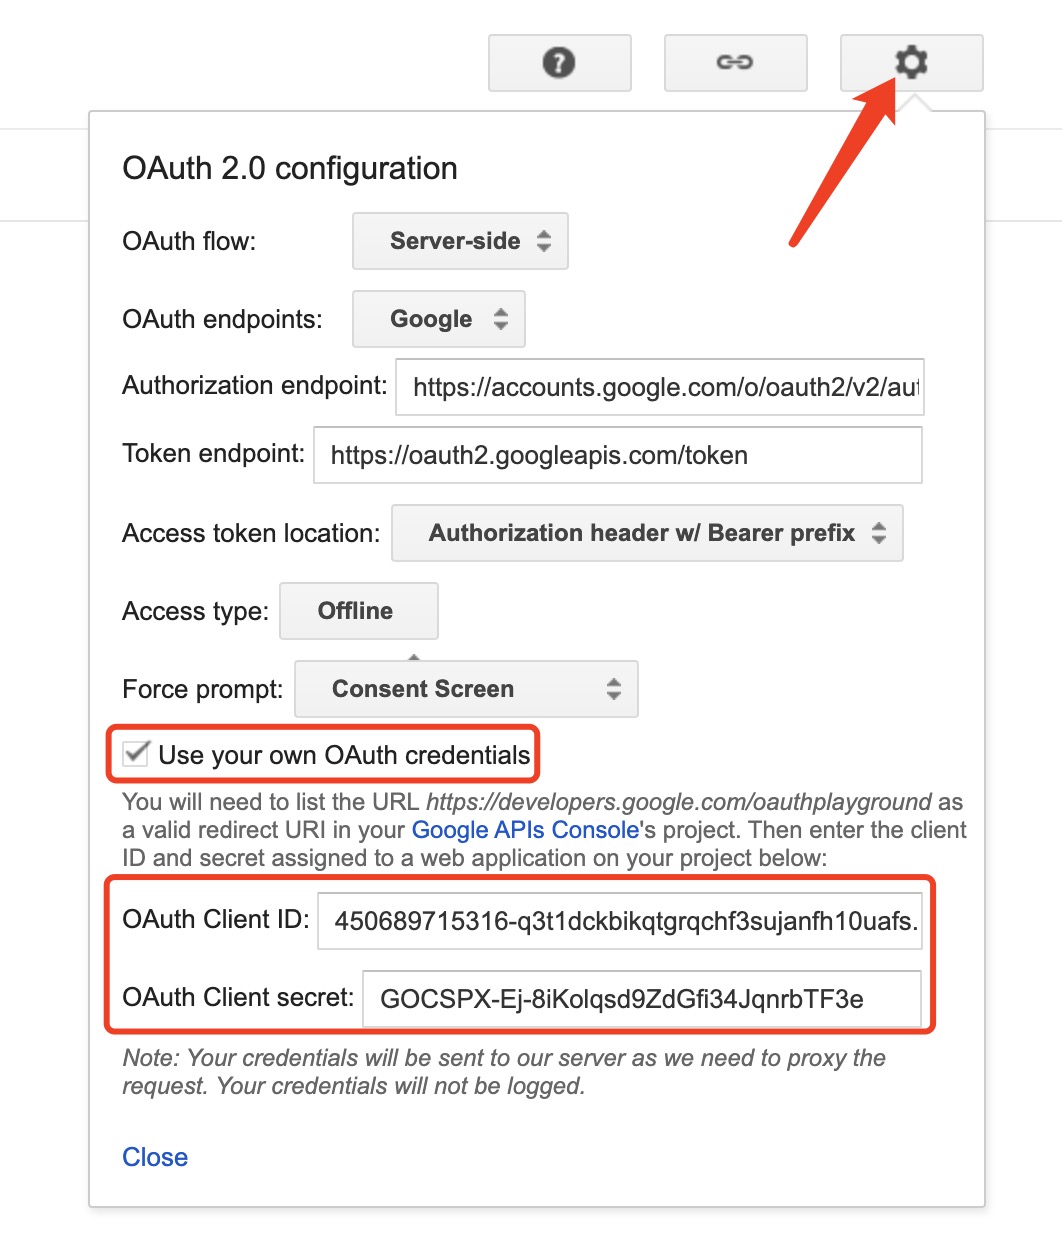 OAuth 2.0 configuration
OAuth flow: Server-side
OAuth endpoints: Google
Authorization endpoint: https://accounts.google.com/o/oauth2/v2/aut
Token endpoint: https://oauth2.googleapis.com/token
Access token location: Authorization header w/ Bearer prefix
Access type: Offline
Force prompt: Consent Screen
Use your own OAuth credentials
You will need to list the URL https://developers.google.com/oauthplayground as
a valid redirect URI in your Google APIs Console's project. Then enter the client
ID and secret assigned to a web application on your project below:
OAuth Client ID: 450689715316-q3t1dckbikqtgrqchf3sujanfh10uafs.
OAuth Client secret: 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
Note: Your credentials will be sent to our server as we need to proxy the
request. Your credentials will not be logged.
Close